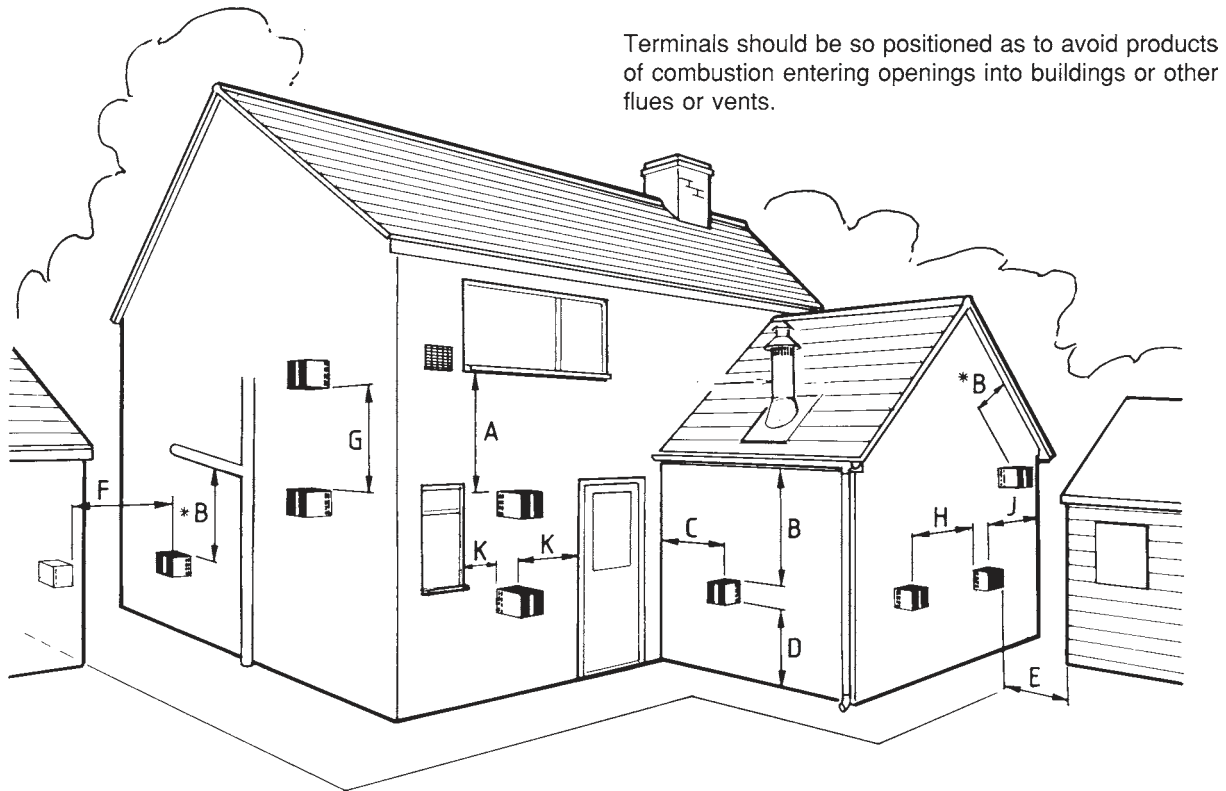 Terminals should be so positioned as to avoid products
of combustion entering openings into buildings or other
flues or vents.
*B
G
A
F
*B
K
K
C
B
H
J
D
E